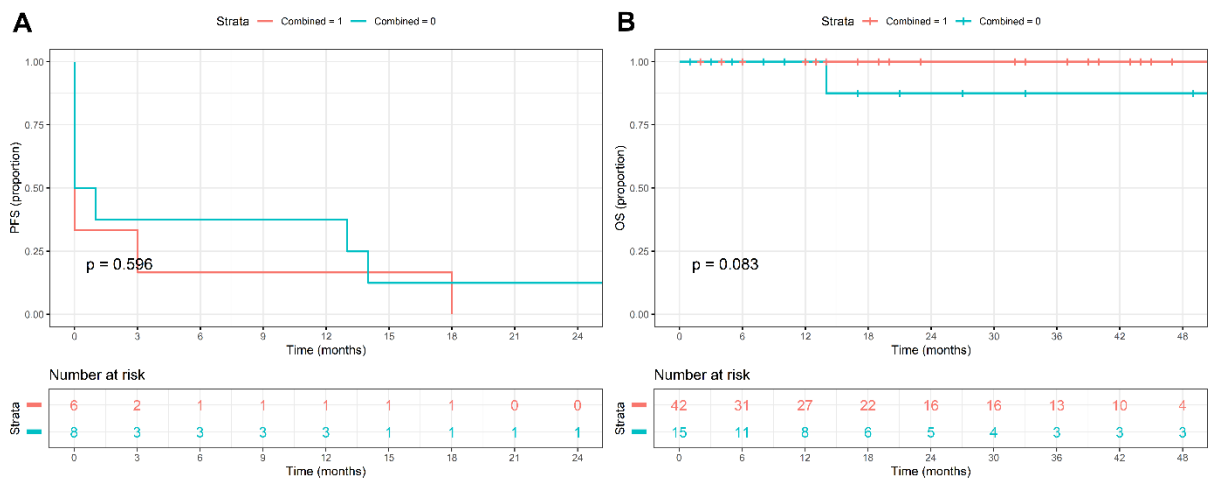 A
Strata Combined = 1 Combined = 0
1.00
0.75
0.50
0.25
0.00
PFS (proportion)
p = 0.596
0 3 6 9 12 15 18 21 24
Time (months)
Number at risk
Strata
6 2 1 1 1 1 1 0 0
8 3 3 3 3 1 1 1 1
0 3 6 9 12 15 18 21 24
Time (months)
B
Strata Combined = 1 Combined = 0
1.00
0.75
0.50
0.25
0.00
OS (proportion)
p = 0.083
0 6 12 18 24 30 36 42 48
Time (months)
Number at risk
Strata
42 31 27 22 16 16 13 10 4
15 11 8 6 5 4 3 3 3
0 6 12 18 24 30 36 42 48
Time (months)